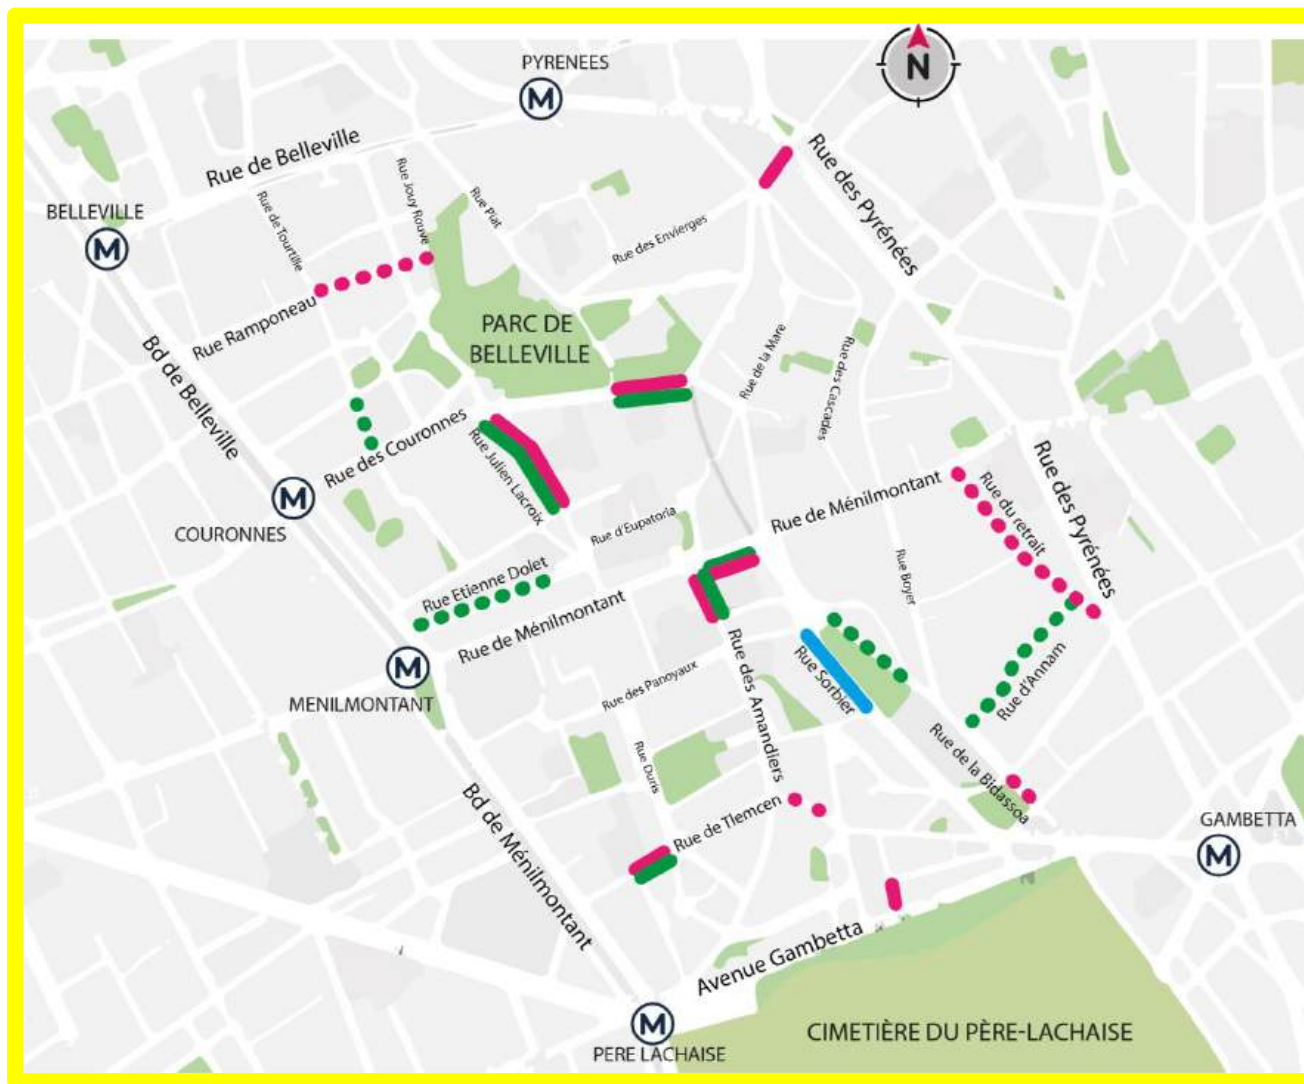 PYRENEES
M
N
Rue de Belleville
Rue Jouy Rouve
Rue des Pyrénées
BELLEVILLE
M
Rue de Tourtille
Rue Piat
Rue des Envierges
Rue Ramponeau
PARC DE
BELLEVILLE
Bd de Belleville
Rue de la Mare
Rue des Cascades
Rue des Couronnes
Rue Julien Lacroix
M
COURONNES
Rue d'Eupatoria
Rue de Ménilmontant
Rue du retrait
Rue des Pyrénées
Rue Etienne Dolet
Rue Boyer
Rue de Ménilmontant
M
MENILMONTANT
Rue des Panoyaux
Rue des Amandiers
Rue Sorbier
Rue d'Annam
Rue Duris
Rue de la Bidassoa
Bd de Ménilmontant
Rue de Tlemcen
GAMBETTA
M
Avenue Gambetta
M
PERE LACHAISE
CIMETIÈRE DU PÈRE-LACHAISE